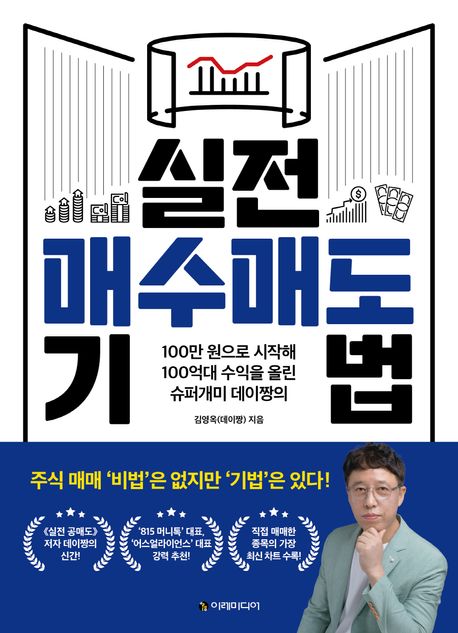 실전
매수매도
기법
100만 원으로 시작해
100억대 수익을 올린
슈퍼개미 데이짱의
김영옥(데이짱) 지음
주식 매매 ‘비법’은 없지만 ‘기법’은 있다!
《실전 공매도》
저자 데이짱의
신간!
‘815 머니톡’ 대표,
‘어스얼라이언스’ 대표
강력 추천!
직접 매매한
종목의 가장
최신 차트 수록!
이레미디어